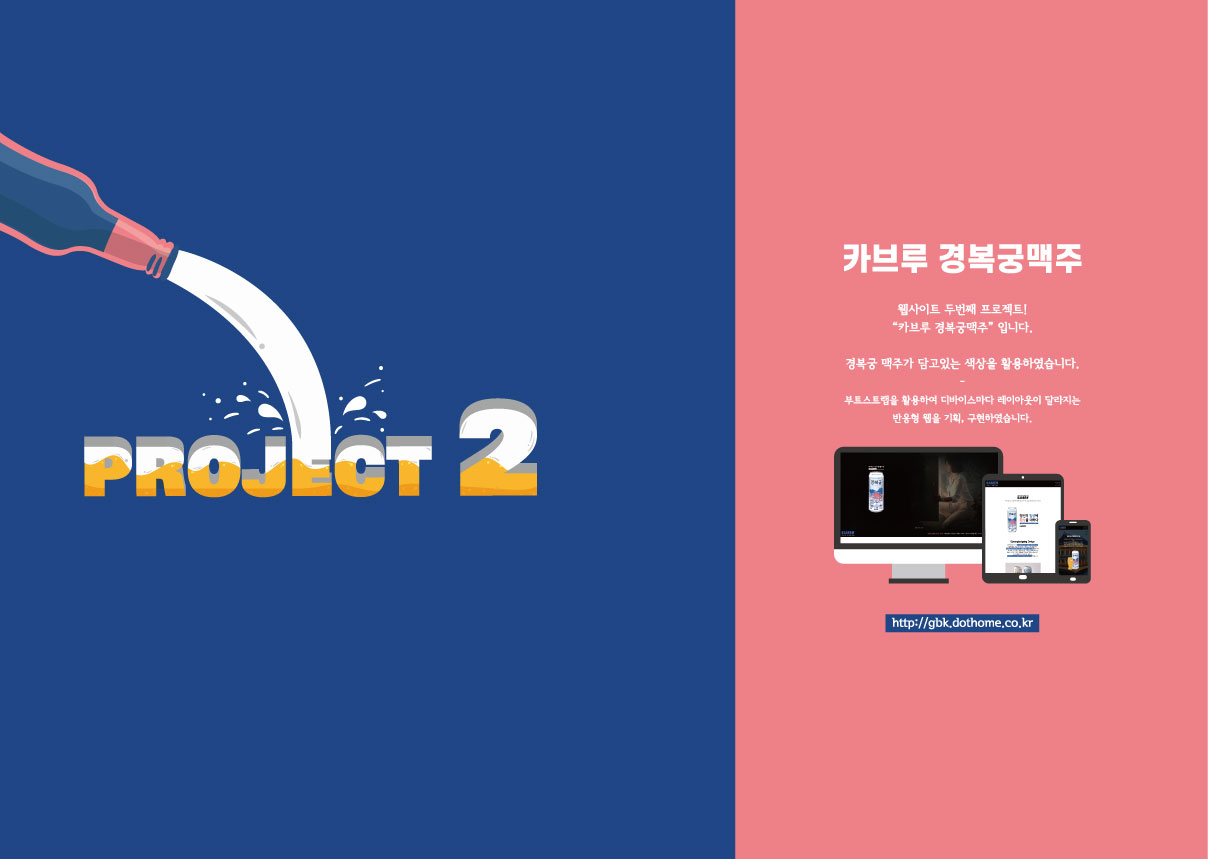 PROJECT 2
카브루 경복궁맥주
웹사이트 두번째 프로젝트!
“카브루 경복궁맥주” 입니다.
경복궁 맥주가 담고있는 색상을 활용하였습니다.
-
부트스트랩을 활용하여 디바이스마다 레이아웃이 달라지는
반응형 웹을 기획, 구현하였습니다.
경복궁
http://gbk.dothome.co.kr